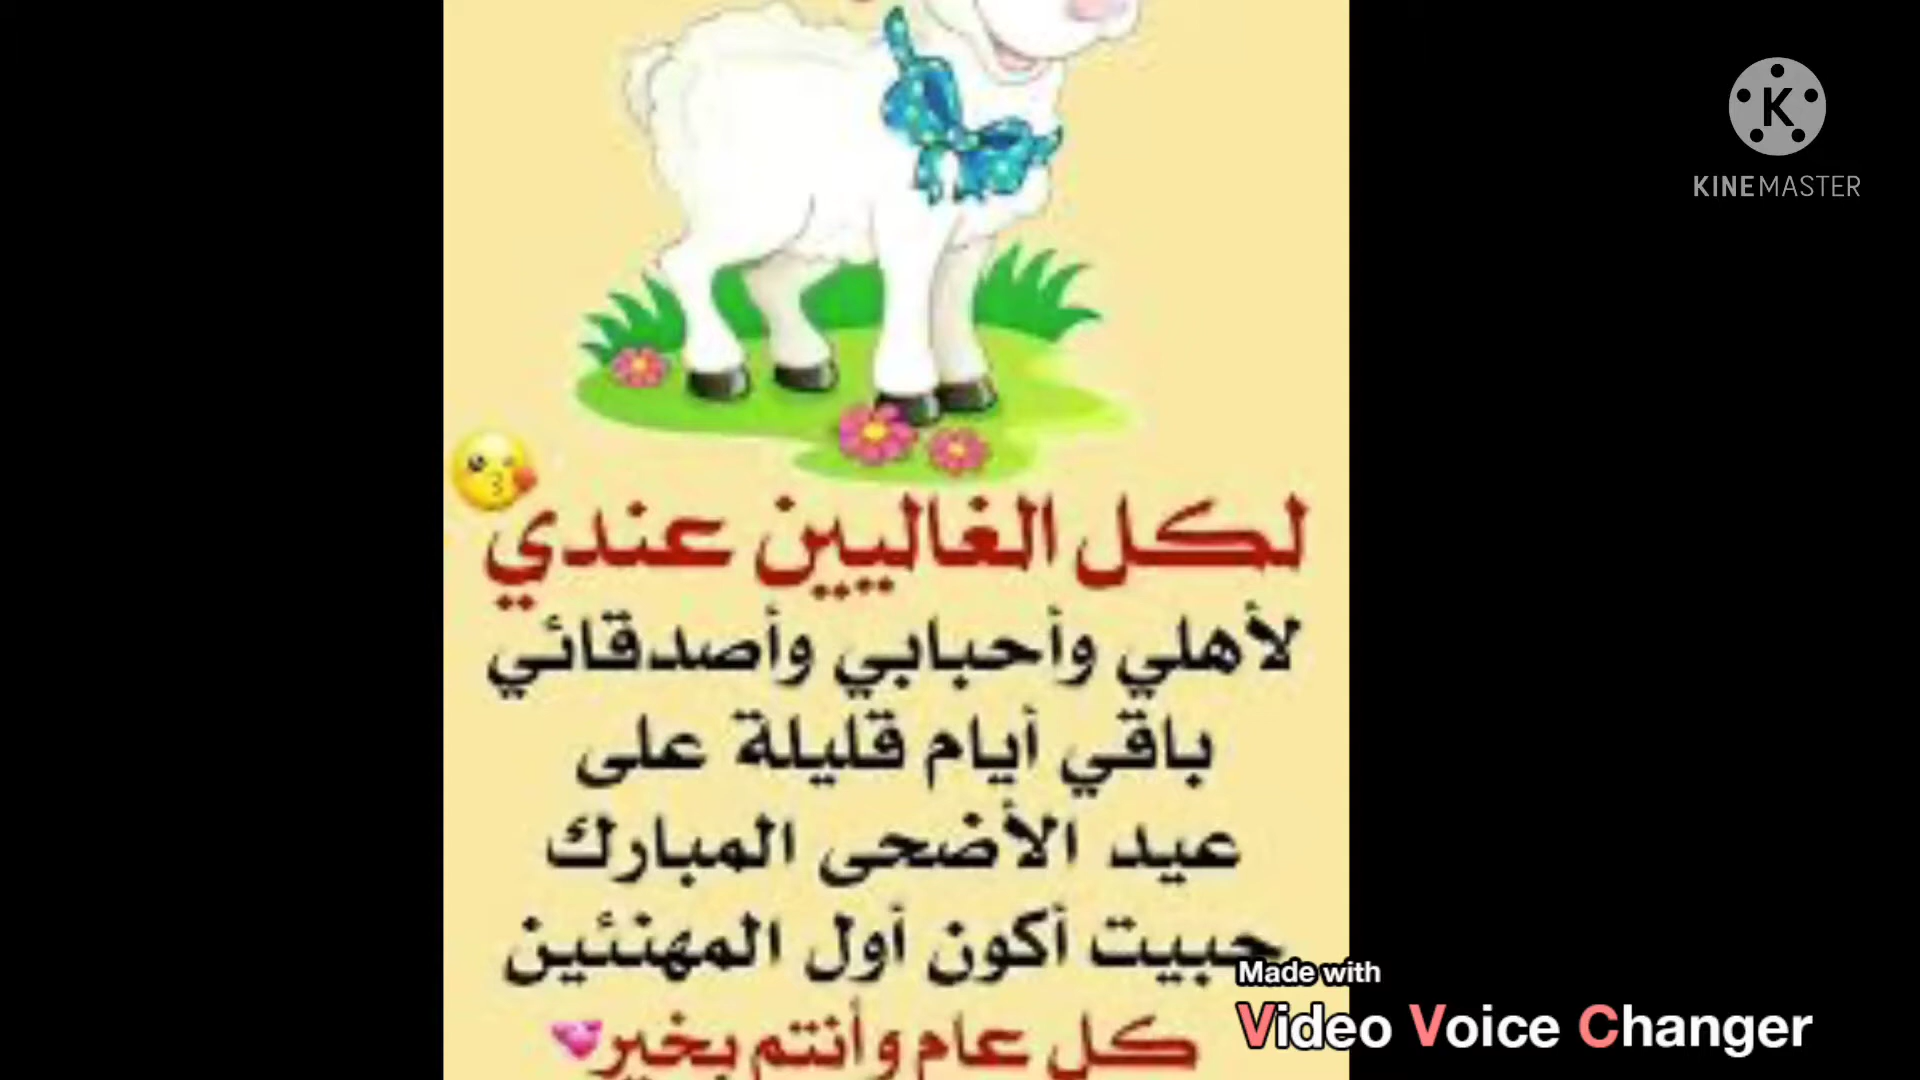 K
KINEMASTER
لكل الغاليين عندي
لأهلي وأحبابي وأصدقائي
باقي أيام قليلة على
عيد الأضحى المبارك
حبيت أكون أول المهنئين
كل عام وأنتم بخير
Made with
Video Voice Changer